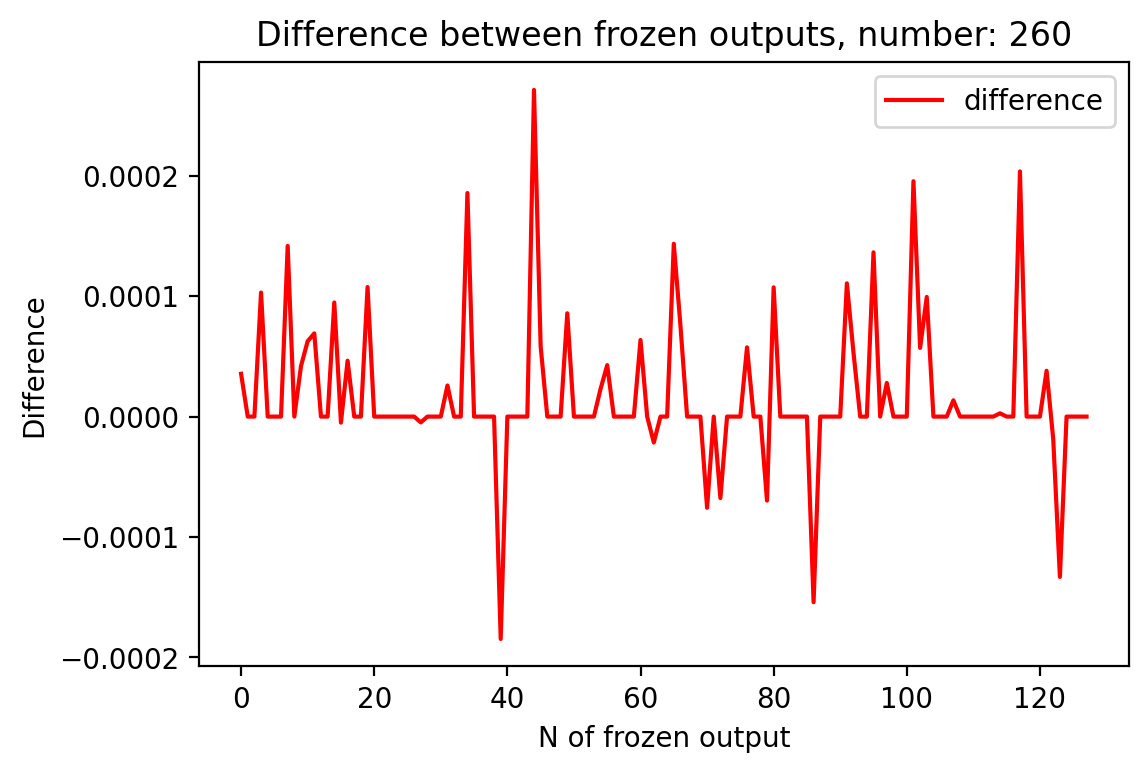 Difference between frozen outputs, number: 260
difference
0.0002
0.0001
0.0000
−0.0001
−0.0002
Difference
0 20 40 60 80 100 120
N of frozen output